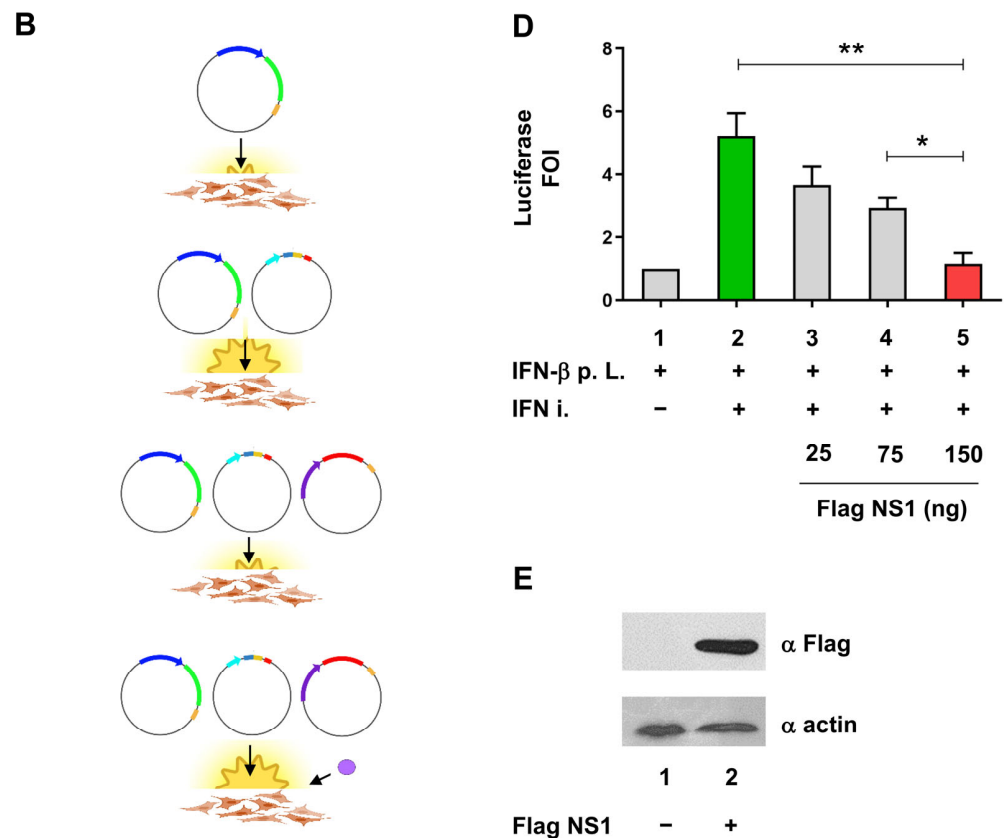 B
D
Luciferase
FOI
8
6
4
2
0
**
*
1 2 3 4 5
IFN-β p. L. + + + + +
IFN i. − + + + +
25 75 150
Flag NS1 (ng)
E
α Flag
α actin
1 2
Flag NS1 − +